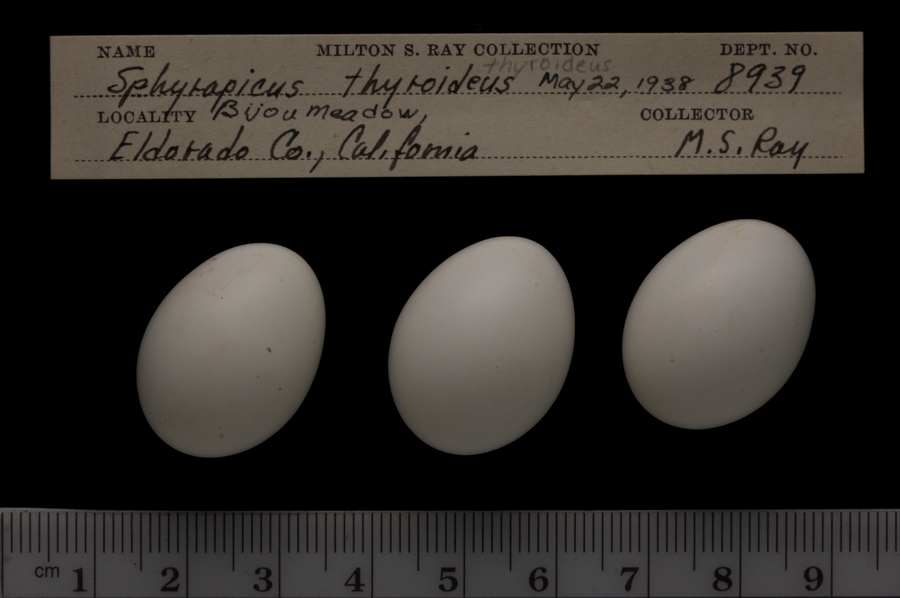 NAME MILTON S. RAY COLLECTION DEPT. NO.
thyroideus
Sphyrapicus thyroideus May 22, 1938 8939
LOCALITY Bijou meadow, COLLECTOR
Eldorado Co., California M.S. Ray
cm 1 2 3 4 5 6 7 8 9